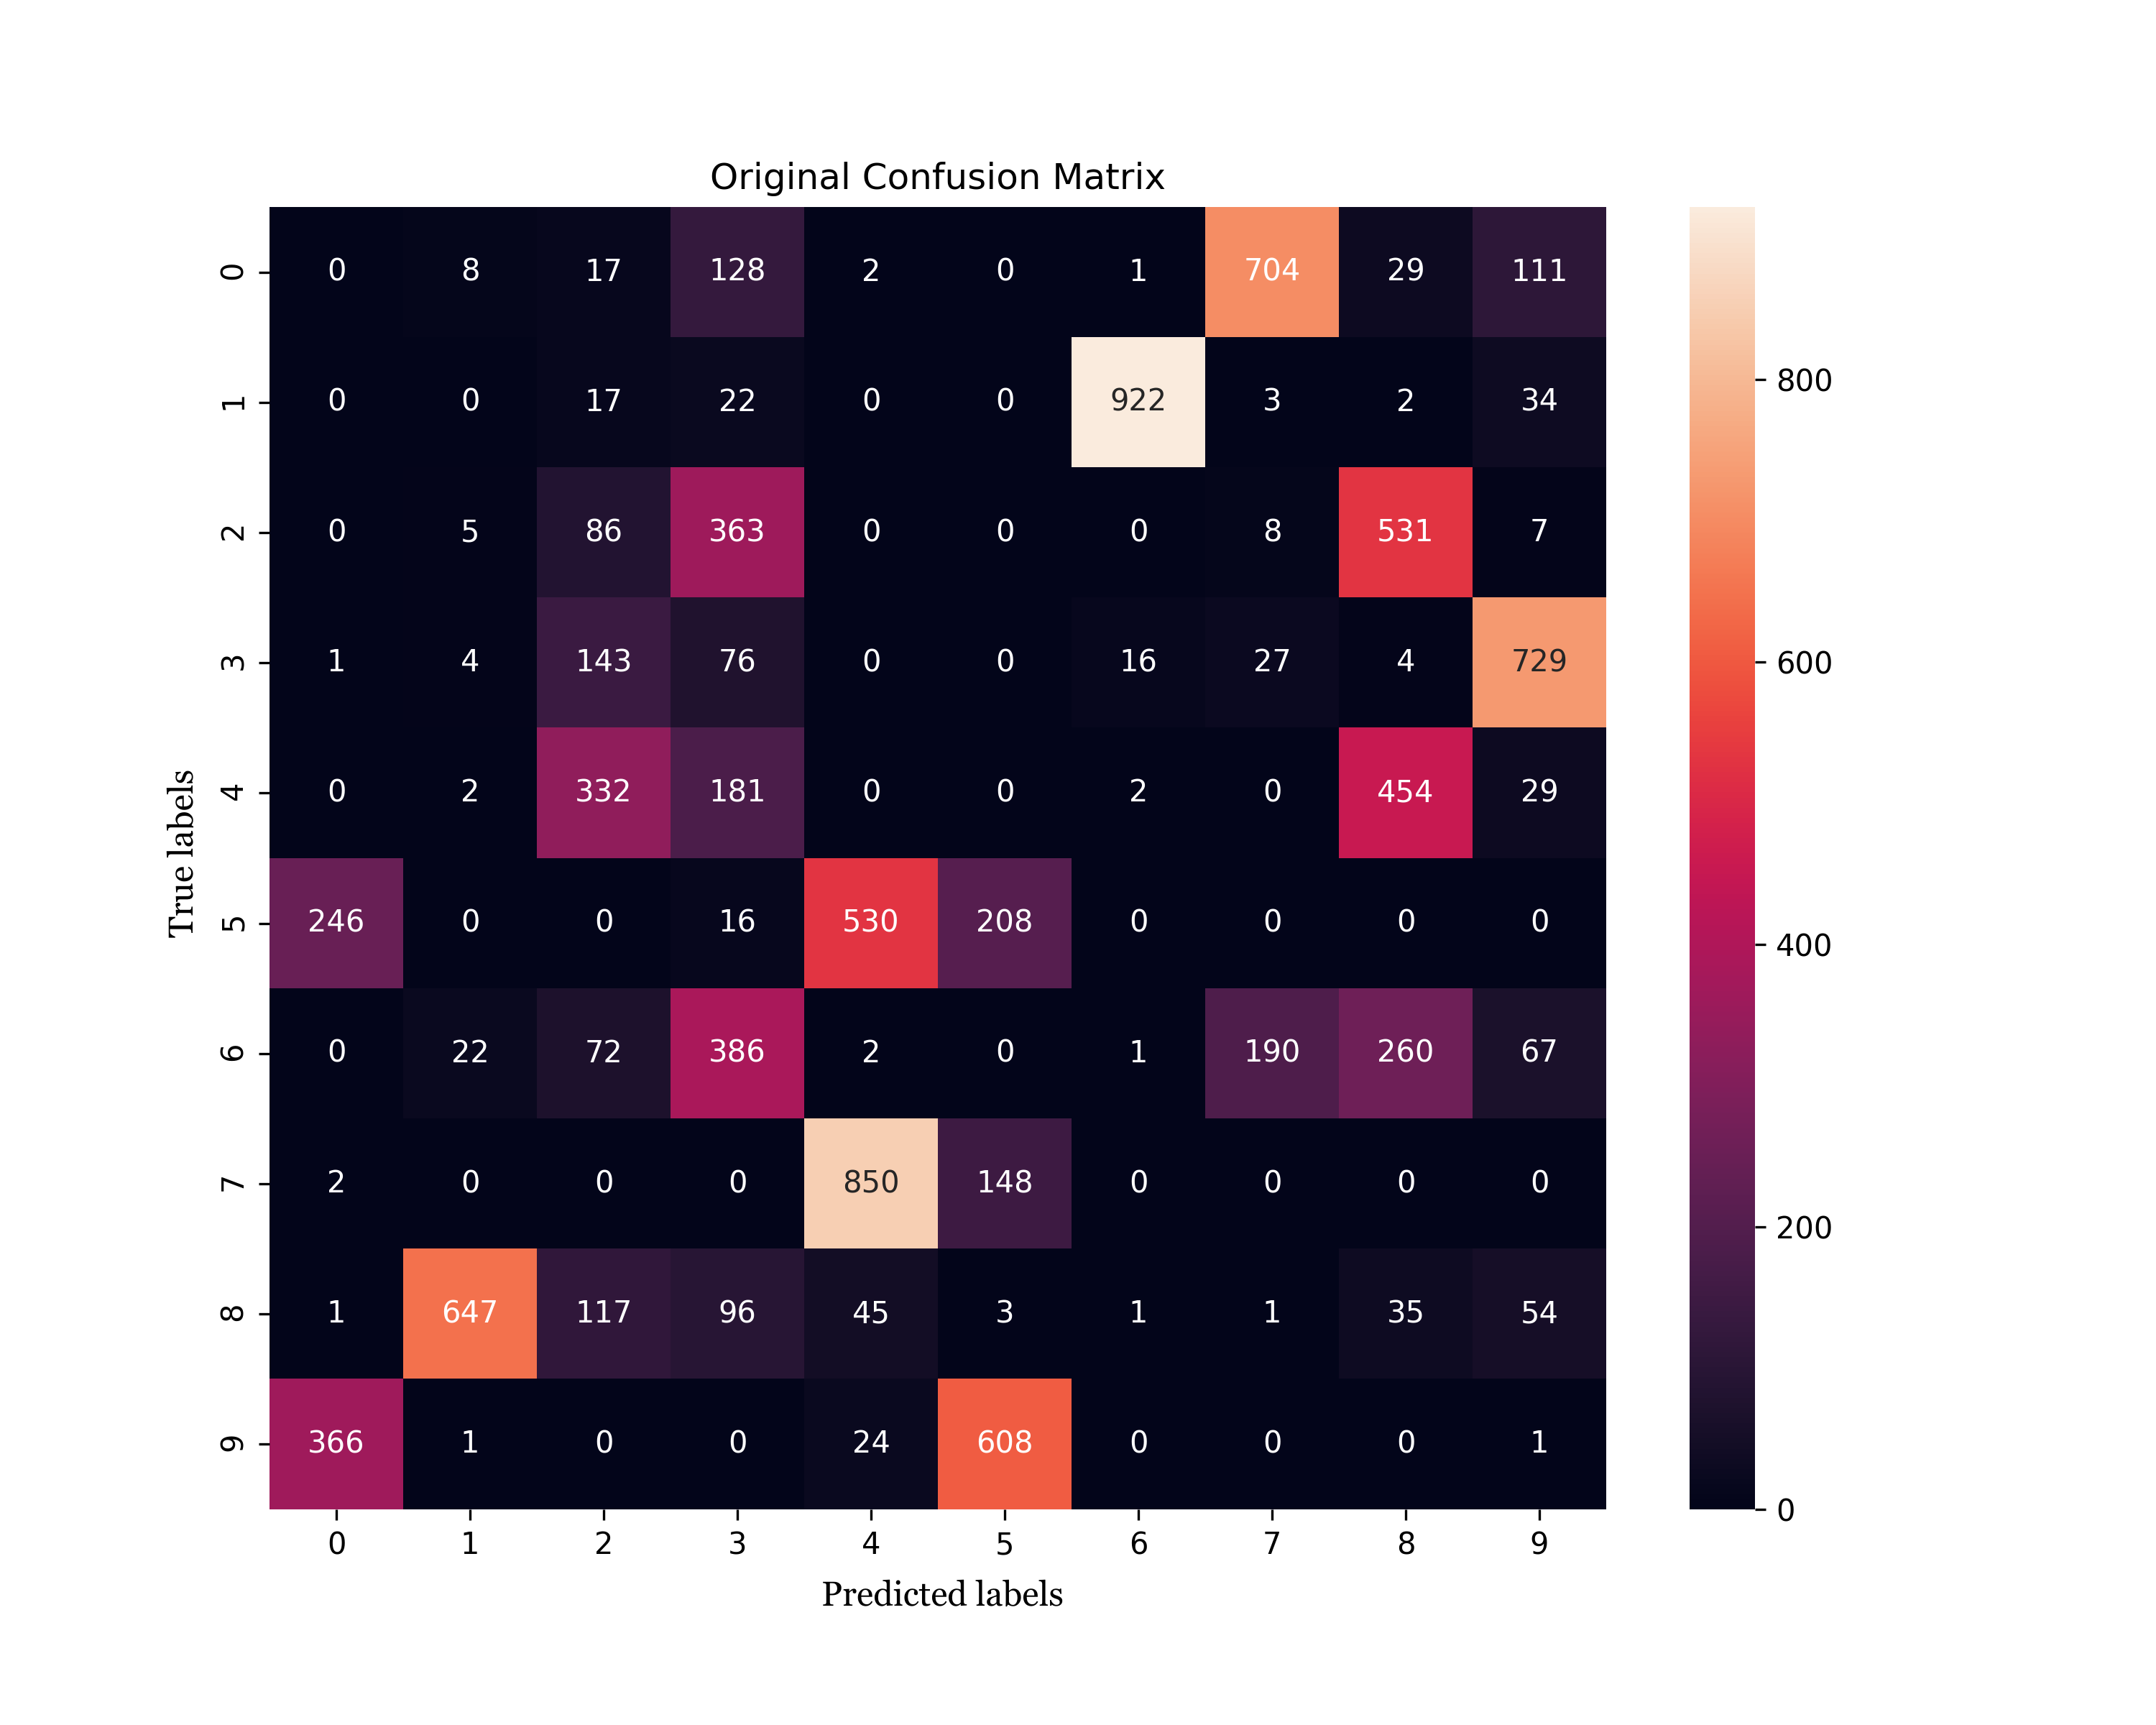 Original Confusion Matrix
True labels
0 0 8 17 128 2 0 1 704 29 111
1 0 0 17 22 0 0 922 3 2 34
2 0 5 86 363 0 0 0 8 531 7
3 1 4 143 76 0 0 16 27 4 729
4 0 2 332 181 0 0 2 0 454 29
5 246 0 0 16 530 208 0 0 0 0
6 0 22 72 386 2 0 1 190 260 67
7 2 0 0 0 850 148 0 0 0 0
8 1 647 117 96 45 3 1 1 35 54
9 366 1 0 0 24 608 0 0 0 1
0 1 2 3 4 5 6 7 8 9
Predicted labels
800
600
400
200
0